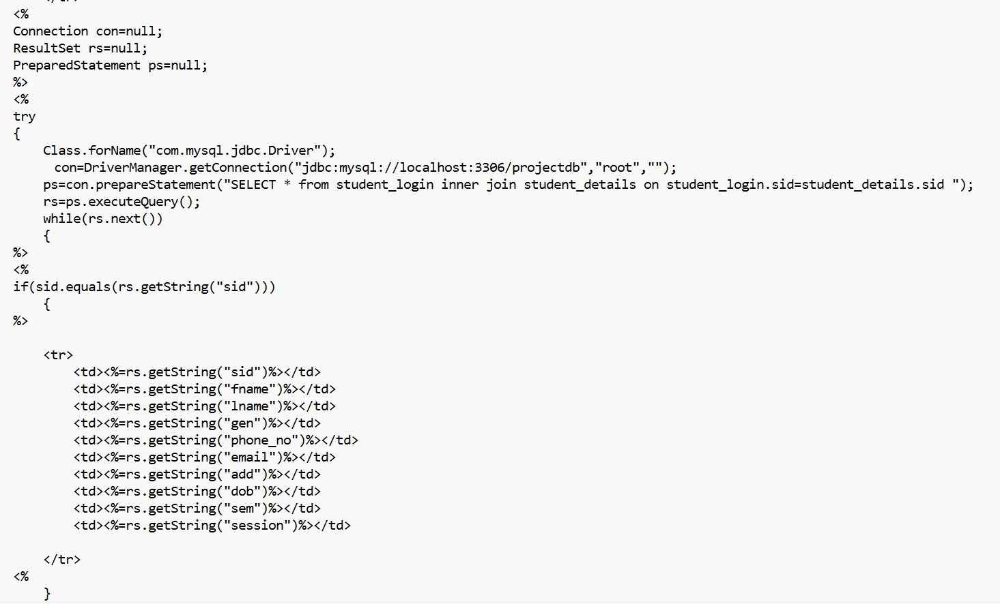 <%
Connection con=null;
ResultSet rs=null;
PreparedStatement ps=null;
%>
<%
try
{
    Class.forName("com.mysql.jdbc.Driver");
     con=DriverManager.getConnection("jdbc:mysql://localhost:3306/projectdb","root","");
    ps=con.prepareStatement("SELECT * from student_login inner join student_details on student_login.sid=student_details.sid ");
    rs=ps.executeQuery();
    while(rs.next())
    {
%>
<%
if(sid.equals(rs.getString("sid")))
    {
%>
    <tr>
        <td><%=rs.getString("sid")%></td>
        <td><%=rs.getString("fname")%></td>
        <td><%=rs.getString("lname")%></td>
        <td><%=rs.getString("gen")%></td>
        <td><%=rs.getString("phone_no")%></td>
        <td><%=rs.getString("email")%></td>
        <td><%=rs.getString("add")%></td>
        <td><%=rs.getString("dob")%></td>
        <td><%=rs.getString("sem")%></td>
        <td><%=rs.getString("session")%></td>
    </tr>
<%
    }